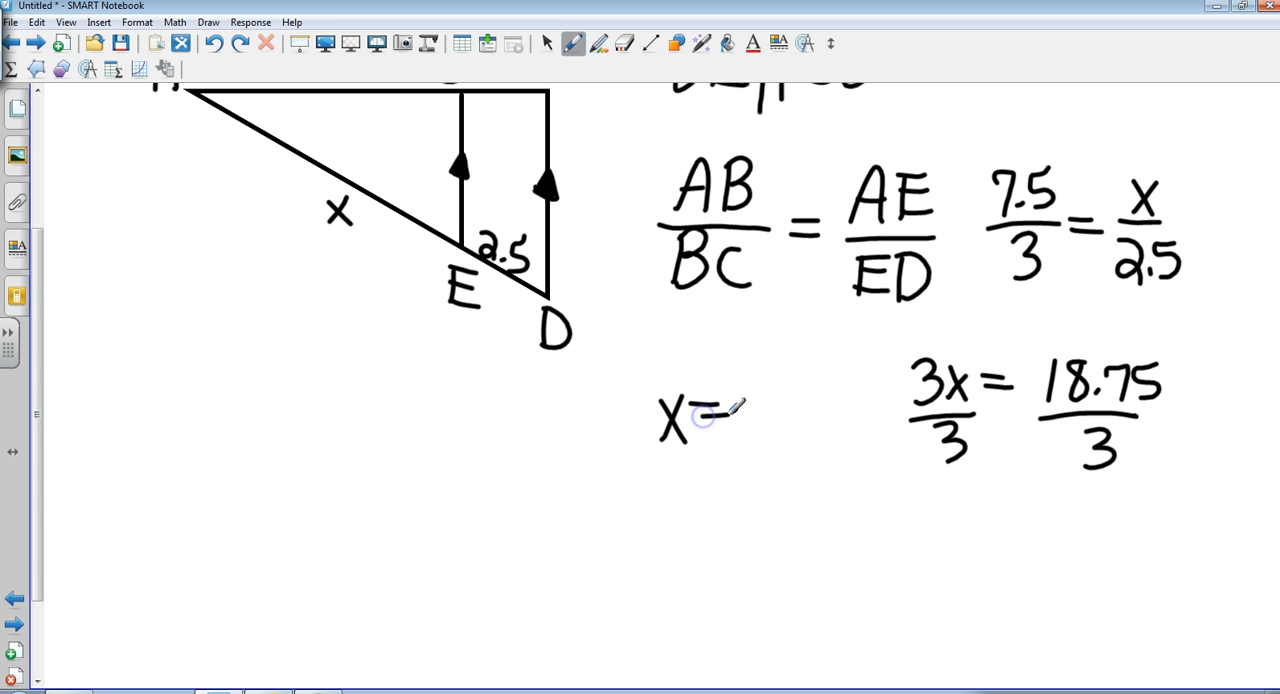 Untitled * - SMART Notebook
File Edit View Insert Format Math Draw Response Help
AB/BC = AE/ED 7.5/3 = x/2.5
x
2.5
E
D
3x/3 = 18.75/3
x=